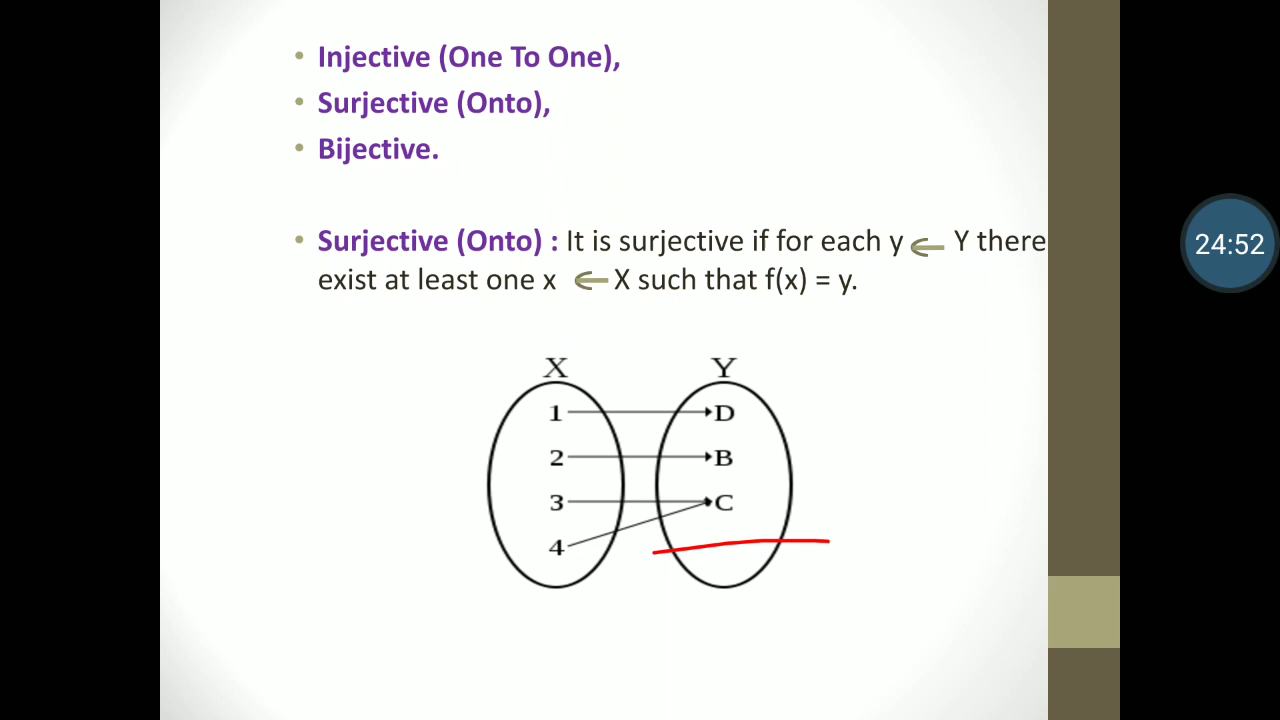 • Injective (One To One),
• Surjective (Onto),
• Bijective.
• Surjective (Onto) : It is surjective if for each y ∈ Y there
exist at least one x ∈ X such that f(x) = y.
24:52
X Y
1 D
2 B
3 C
4